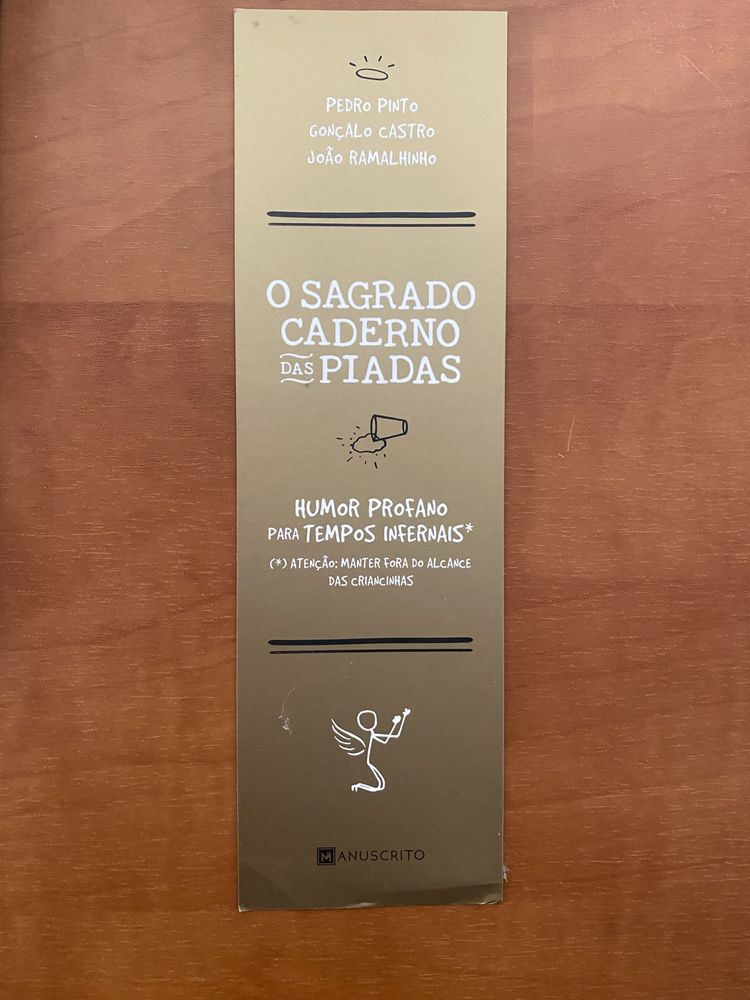 PEDRO PINTO
GONÇALO CASTRO
JOÃO RAMALHINHO
O SAGRADO
CADERNO
DAS PIADAS
HUMOR PROFANO
PARA TEMPOS INFERNAIS*
(*) ATENÇÃO: MANTER FORA DO ALCANCE
DAS CRIANCINHAS
MANUSCRITO